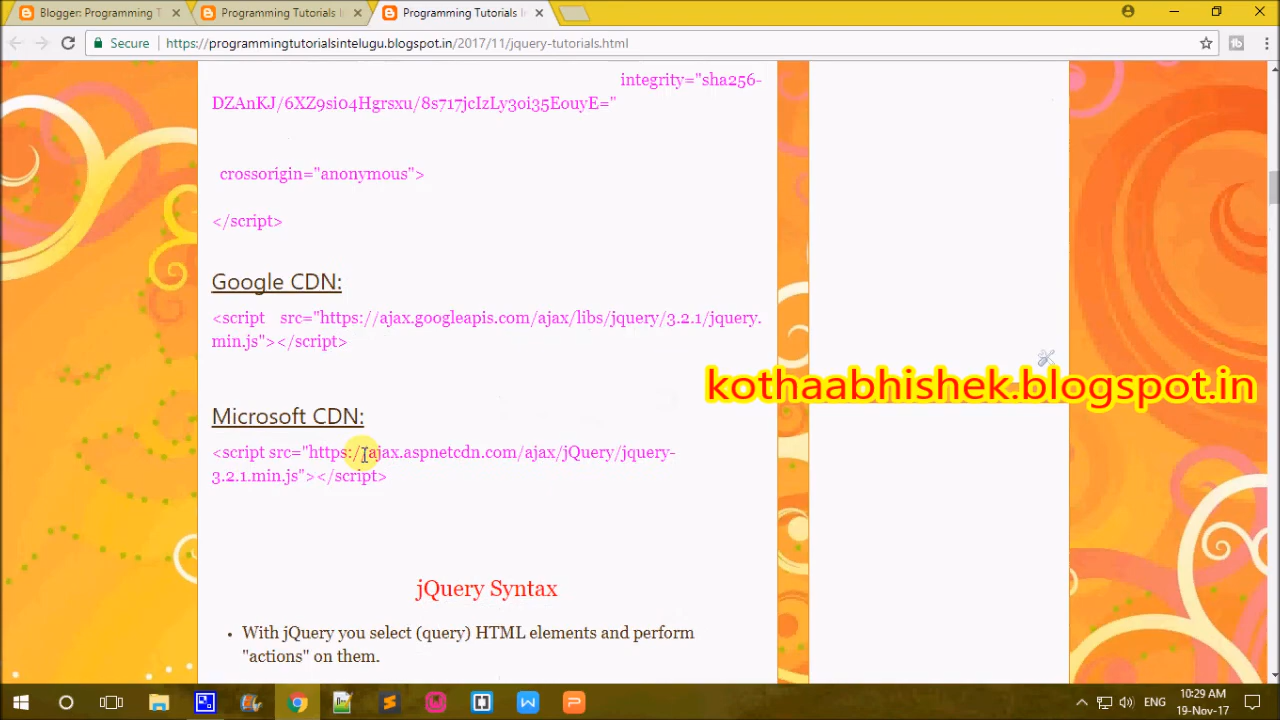 Blogger: Programming T
Programming Tutorials I
Programming Tutorials I
Secure
https://programmingtutorialsintelugu.blogspot.in/2017/11/jquery-tutorials.html
integrity="sha256-
DZAnKJ/6XZ9si04Hgrsxu/8s717jcIzLy3oi35EouyE="
crossorigin="anonymous">
</script>
Google CDN:
<script src="https://ajax.googleapis.com/ajax/libs/jquery/3.2.1/jquery.
min.js"></script>
kothaabhishek.blogspot.in
Microsoft CDN:
<script src="https://ajax.aspnetcdn.com/ajax/jQuery/jquery-
3.2.1.min.js"></script>
jQuery Syntax
• With jQuery you select (query) HTML elements and perform
"actions" on them.
ENG
10:29 AM
19-Nov-17